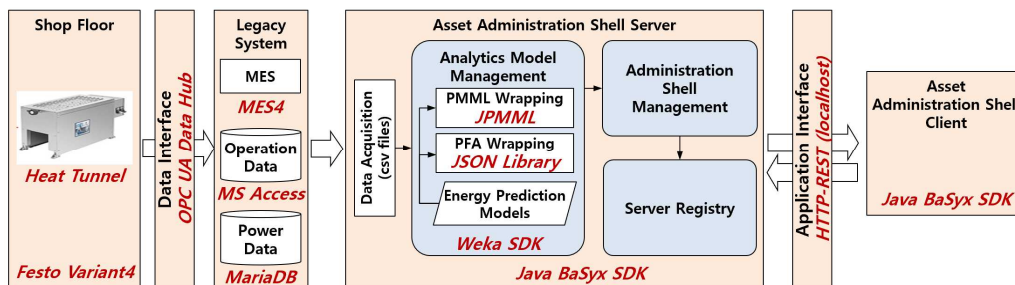 Shop Floor
Heat Tunnel
Festo Variant4
Data Interface
OPC UA Data Hub
Legacy
System
MES
MES4
Operation
Data
MS Access
Power
Data
MariaDB
Asset Administration Shell Server
Data Acquisition
(csv files)
Analytics Model
Management
PMML Wrapping
JPMML
PFA Wrapping
JSON Library
Energy Prediction
Models
Weka SDK
Administration
Shell
Management
Server Registry
Java BaSyx SDK
Application Interface
HTTP-REST (localhost)
Asset
Administration Shell
Client
Java BaSyx SDK